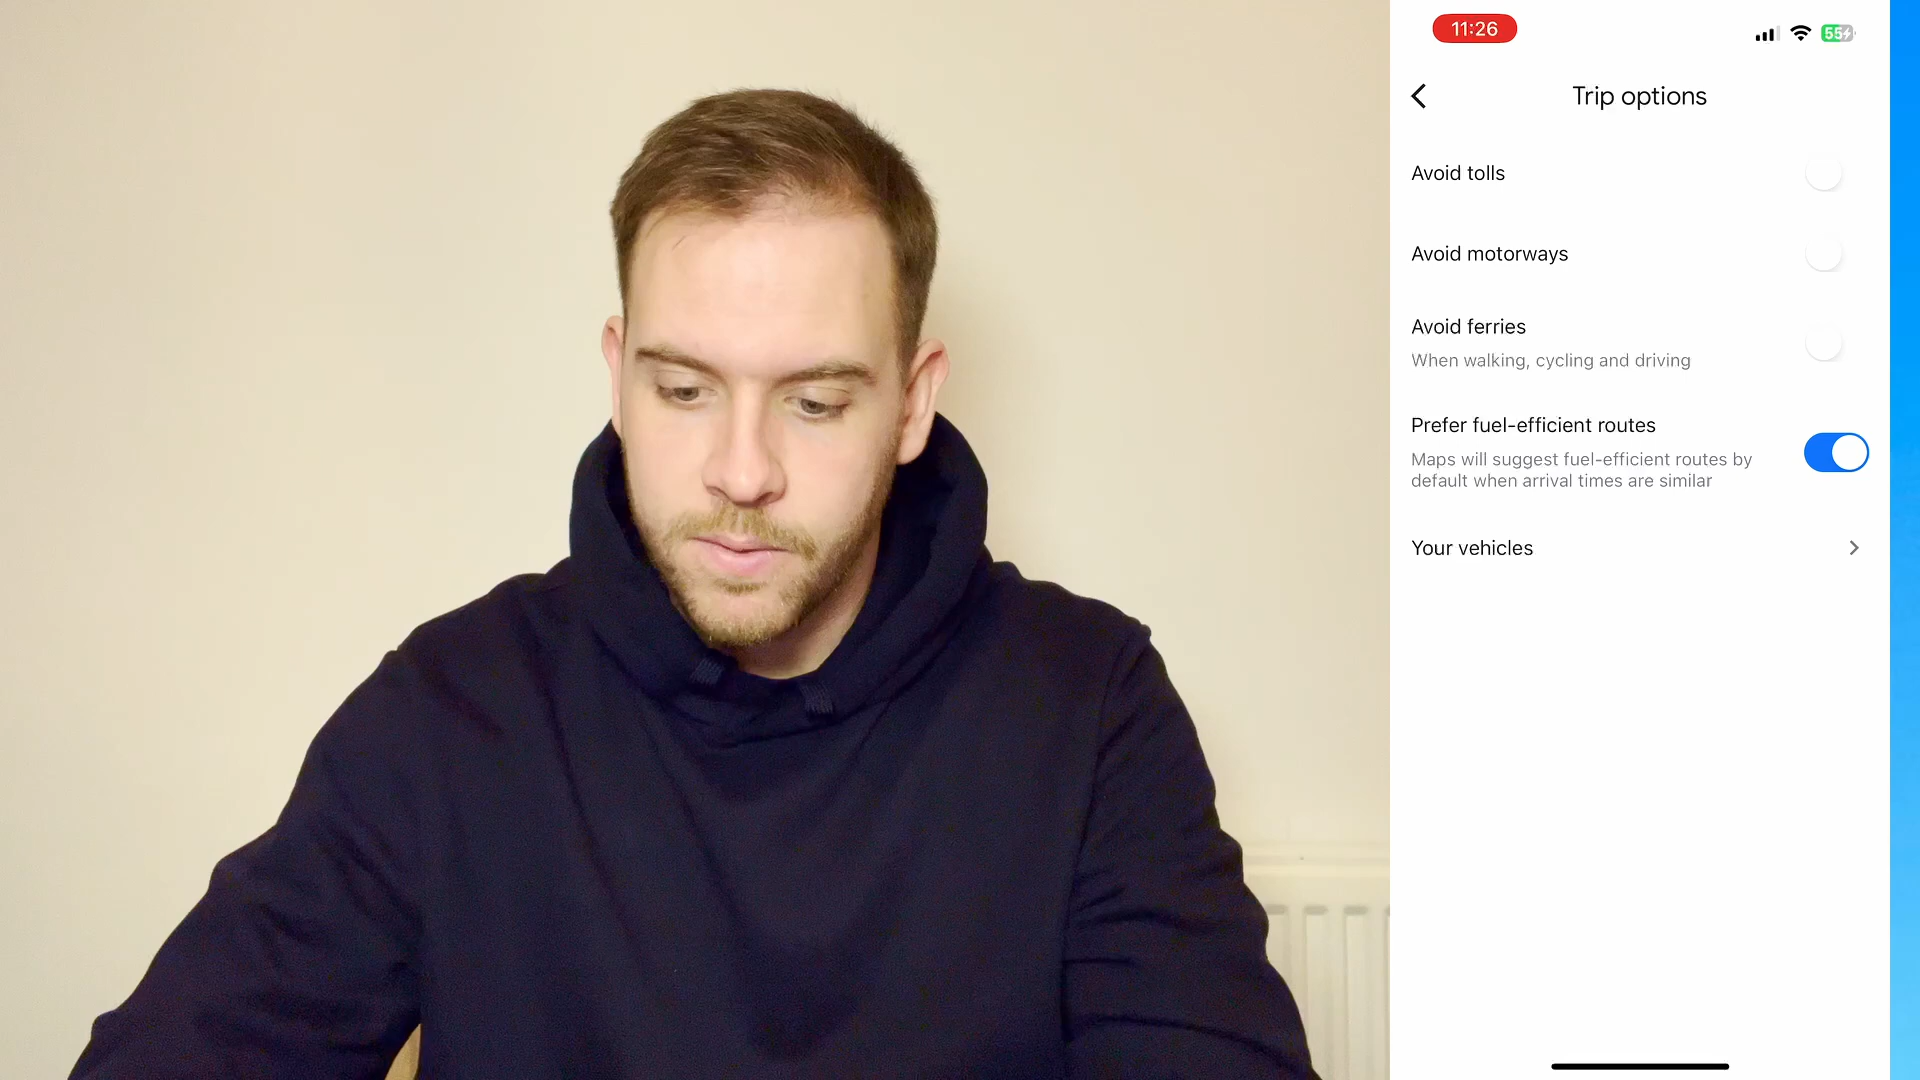 11:26
55
Trip options
Avoid tolls
Avoid motorways
Avoid ferries
When walking, cycling and driving
Prefer fuel-efficient routes
Maps will suggest fuel-efficient routes by
default when arrival times are similar
Your vehicles